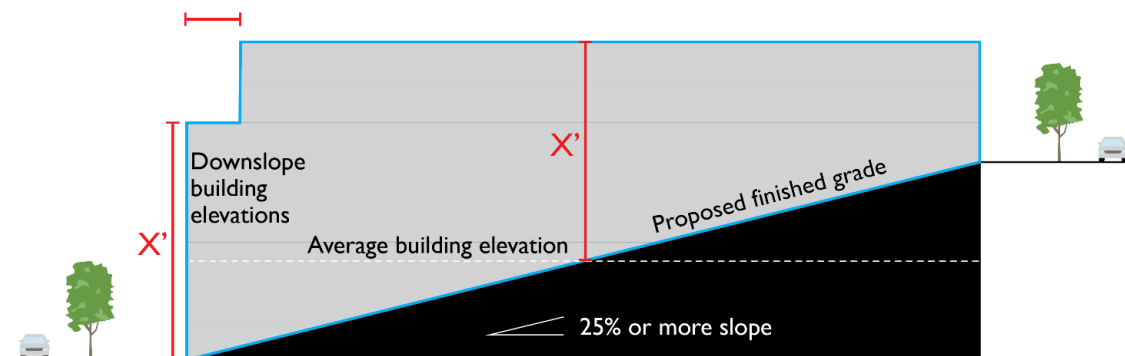 X'
Downslope
building
elevations
Proposed finished grade
X'
Average building elevation
25% or more slope